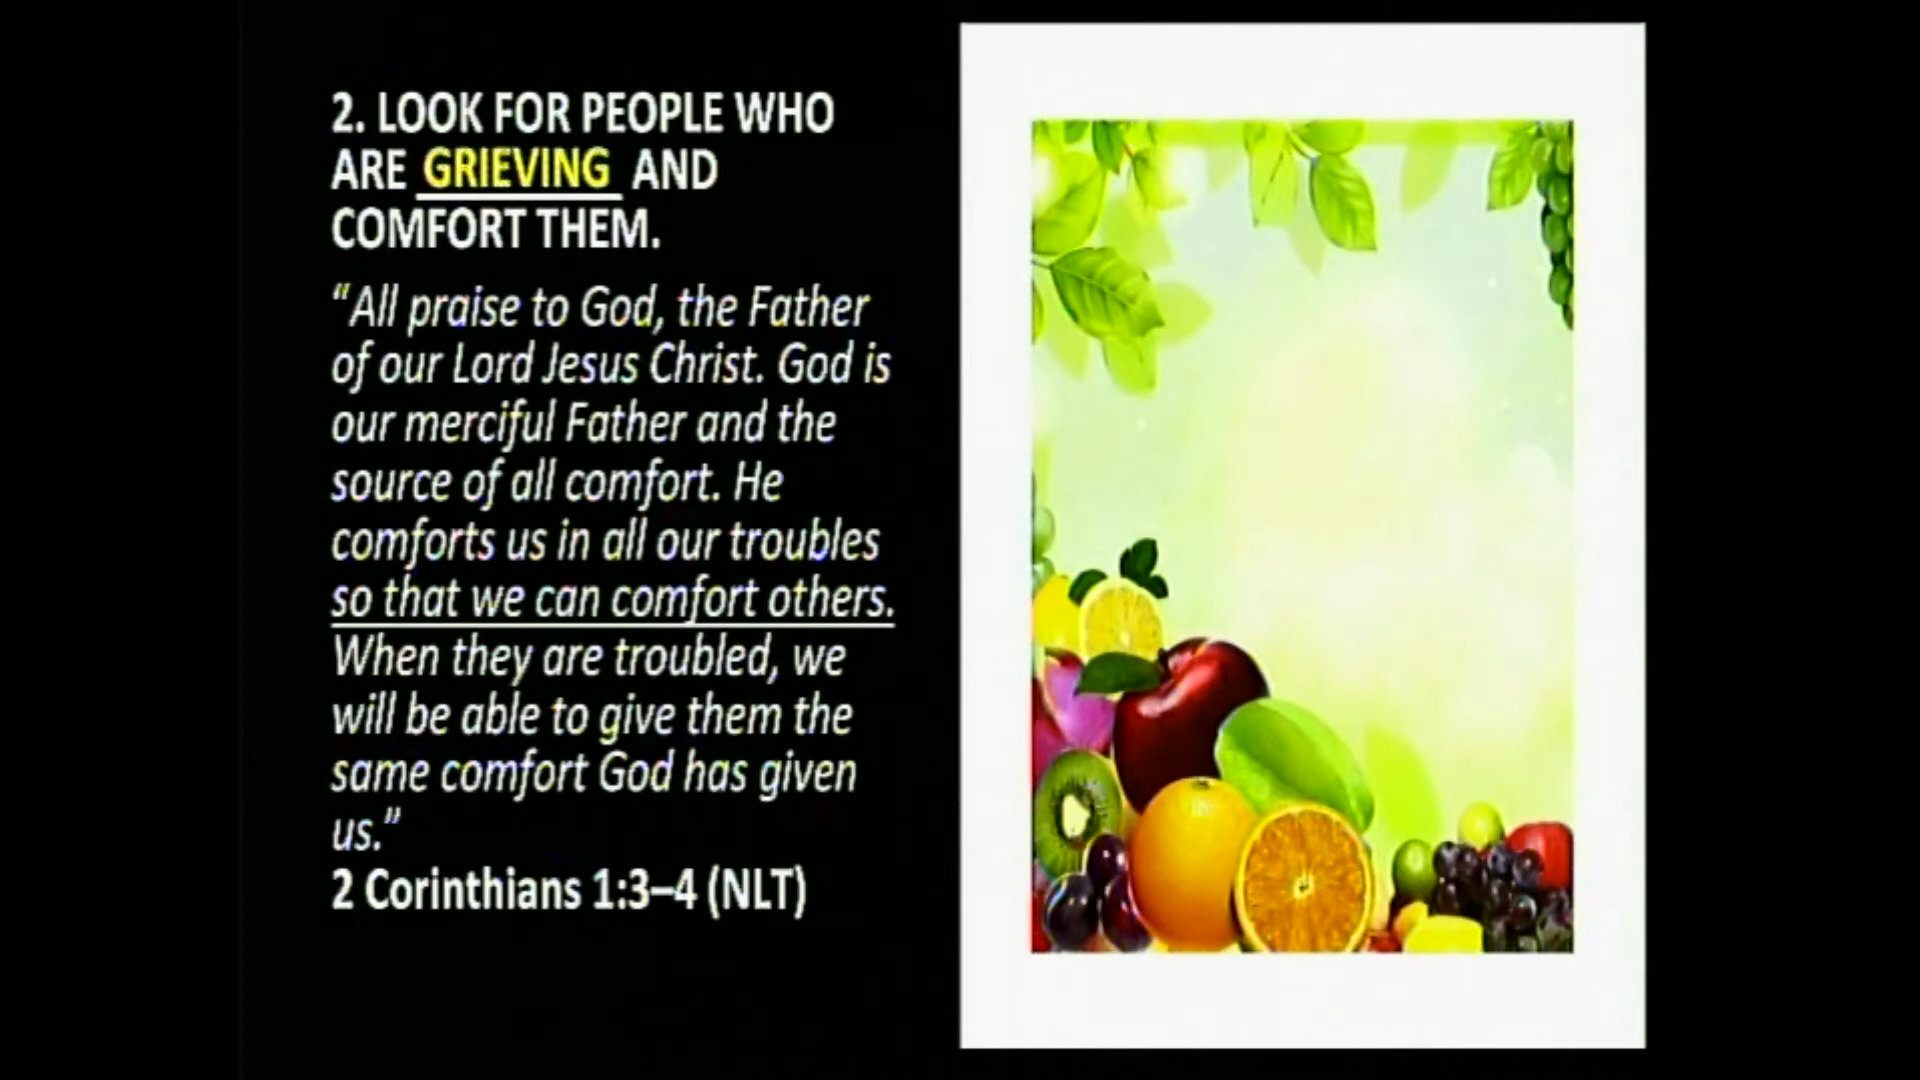 2. LOOK FOR PEOPLE WHO
ARE GRIEVING AND
COMFORT THEM.
“All praise to God, the Father
of our Lord Jesus Christ. God is
our merciful Father and the
source of all comfort. He
comforts us in all our troubles
so that we can comfort others.
When they are troubled, we
will be able to give them the
same comfort God has given
us.”
2 Corinthians 1:3–4 (NLT)